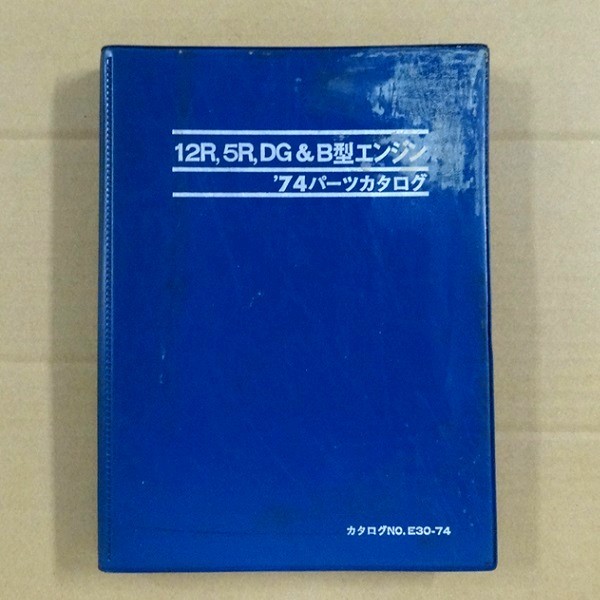 12R, 5R, DG & B型エンジン
'74パーツカタログ
カタログNO. E30-74